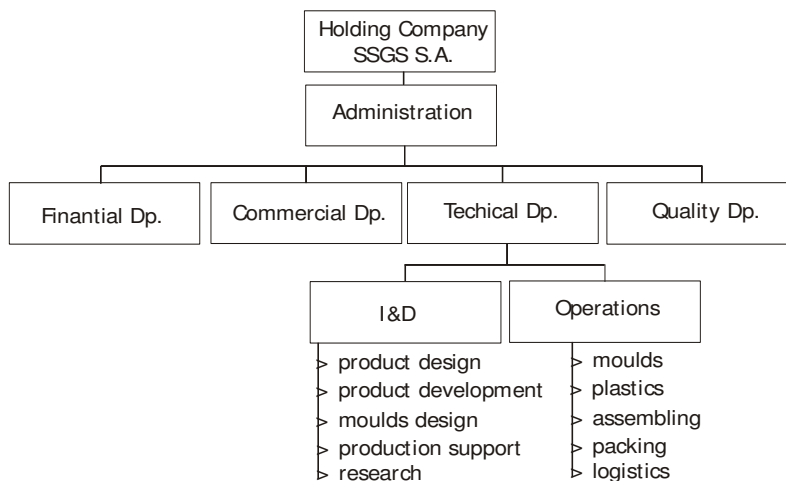 Holding Company
SSGS S.A.
Administration
Finantial Dp.
Commercial Dp.
Techical Dp.
Quality Dp.
I&D
Operations
product design
product development
moulds design
production support
research
moulds
plastics
assembling
packing
logistics